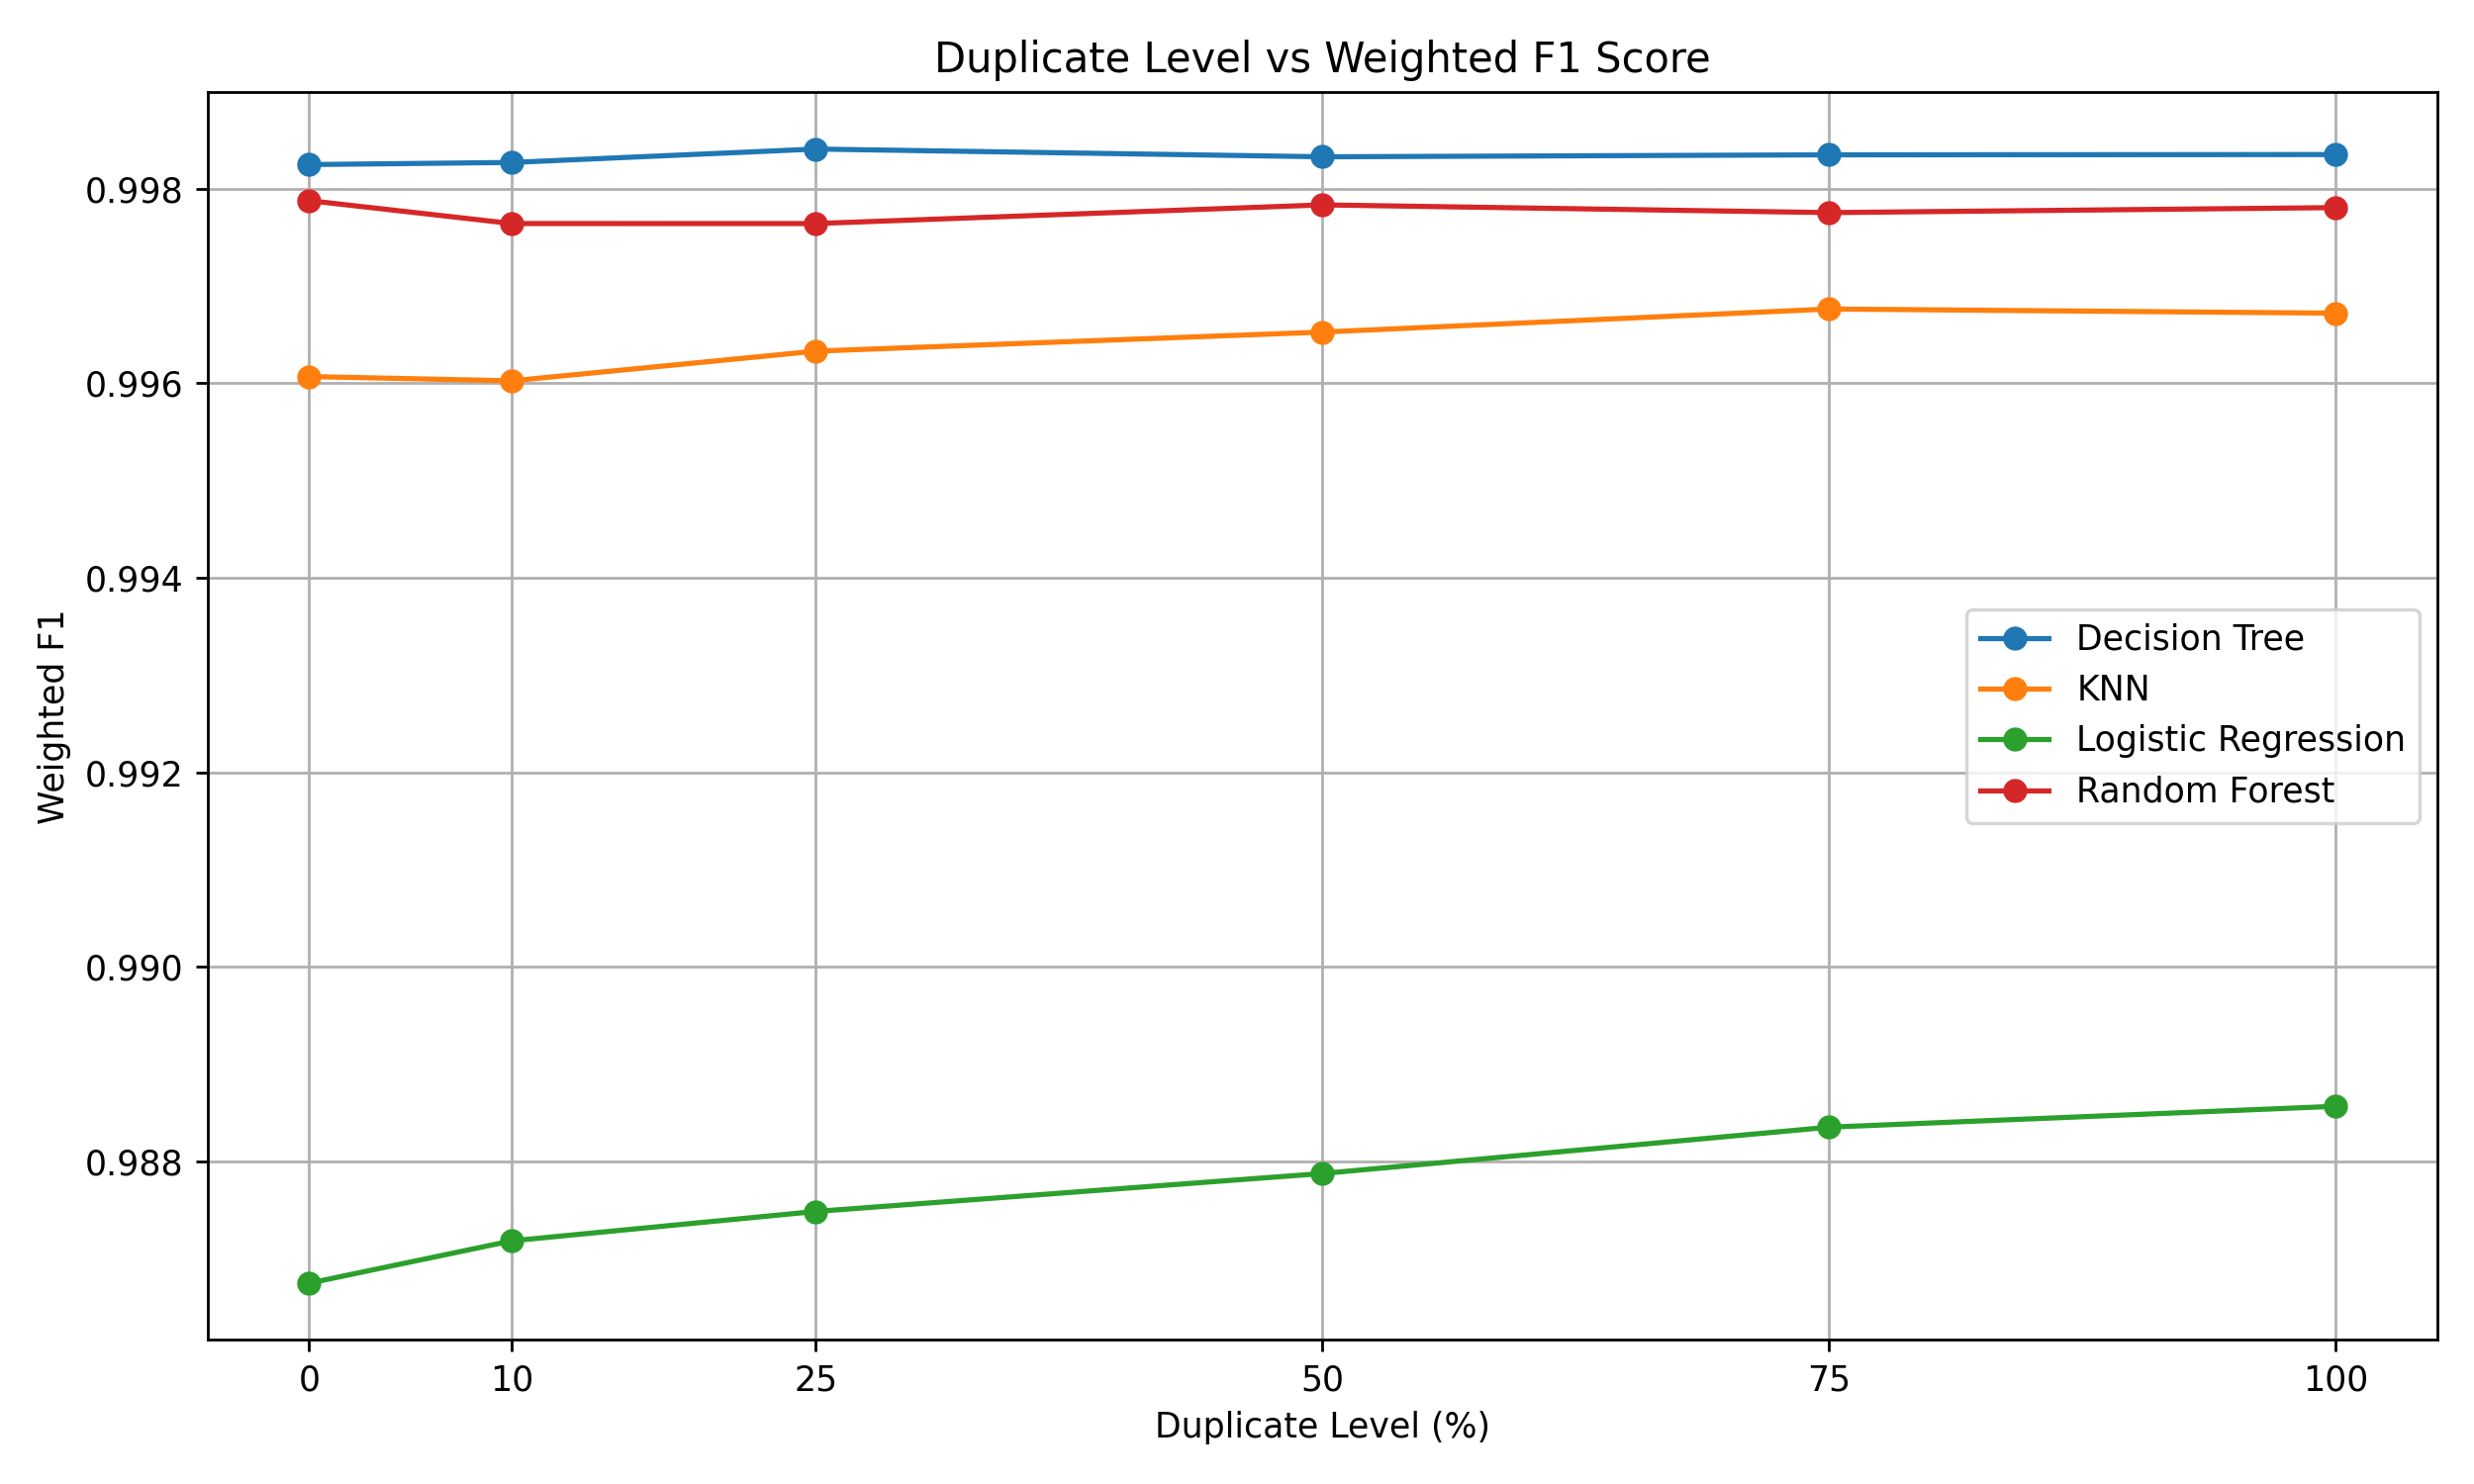 Duplicate Level vs Weighted F1 Score
Weighted F1
0.998
0.996
0.994
0.992
0.990
0.988
Decision Tree
KNN
Logistic Regression
Random Forest
0 10 25 50 75 100
Duplicate Level (%)